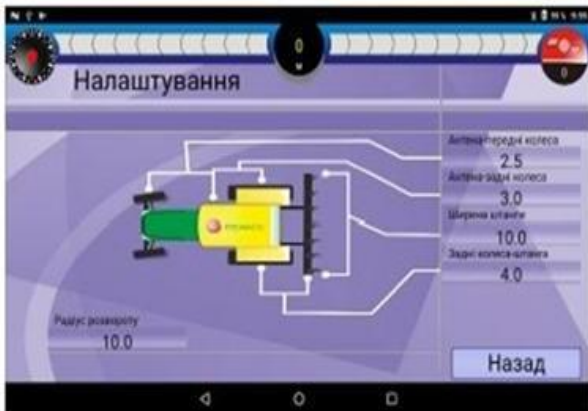 0
м
0
Налаштування
Антена-передні колеса
2.5
Антена-задні колеса
3.0
Ширина штанги
10.0
Задні колеса-штанга
4.0
Радіус розвороту
10.0
Назад